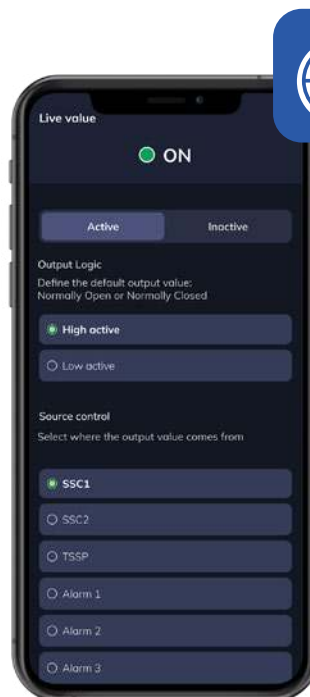 Live value
ON
Active Inactive
Output Logic
Define the default output value:
Normally Open or Normally Closed
High active
Low active
Source control
Select where the output value comes from
SSC1
SSC2
TSSP
Alarm 1
Alarm 2
Alarm 3